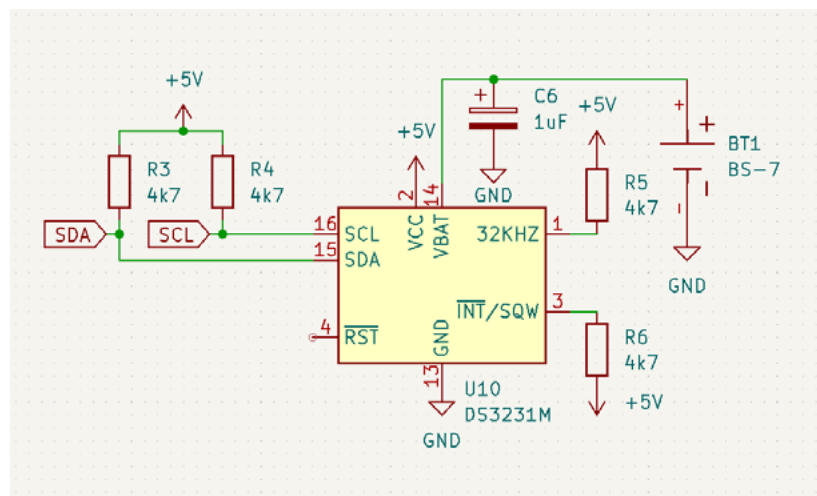 +5V
R3
4k7
R4
4k7
SDA
SCL
+5V
+
C6
1uF
GND
+5V
R5
4k7
+
+
BT1
BS-7
-
-
GND
2
14
VCC
VBAT
16
SCL
15
SDA
4
RST
1
32KHZ
3
INT/SQW
GND
13
GND
U10
DS3231M
R6
4k7
+5V